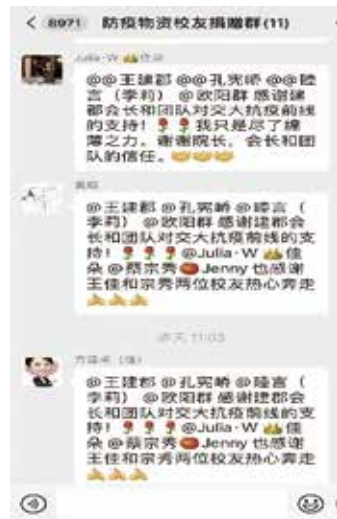 8971 防疫物资校友捐赠群(11)
Julia·W 佳朵
@@王建郡@@孔宪峤@@睦
言（李莉）@欧阳群 感谢建
郡会长和团队对交大抗疫前线
的支持！我只是尽了绵
薄之力。谢谢院长，会长和团
队的信任。
@王建郡 @孔宪峤 @睦言（
李莉）@欧阳群 感谢建郡会
长和团队对交大抗疫前线的支
持！@Julia·W 佳
朵 @蔡宗秀 Jenny 也感谢
王佳和宗秀两位校友热心奔走
昨天 11:03
@王建郡 @孔宪峤 @睦言（
李莉）@欧阳群 感谢建郡会
长和团队对交大抗疫前线的支
持！@Julia·W 佳
朵 @蔡宗秀 Jenny 也感谢
王佳和宗秀两位校友热心奔走